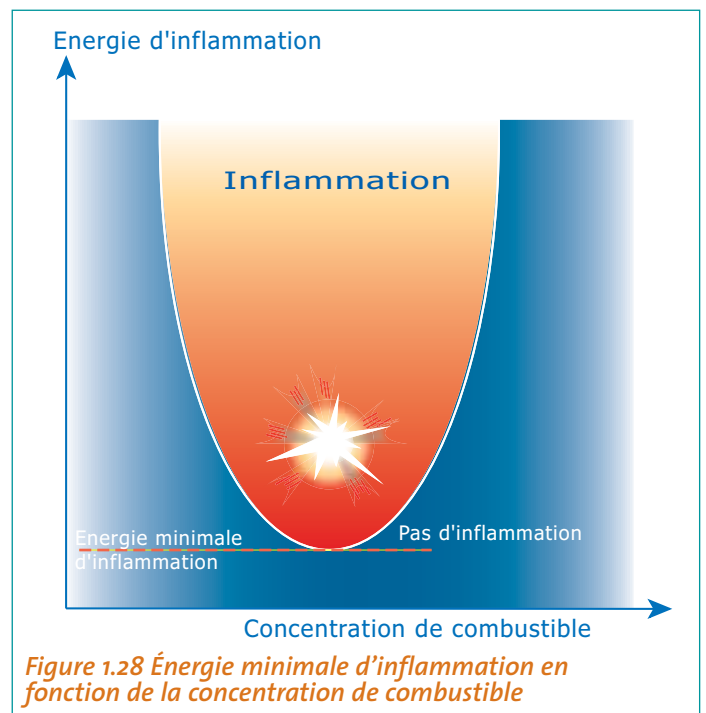 Energie d'inflammation
Inflammation
Energie minimale
d'inflammation
Pas d'inflammation
Concentration de combustible
Figure 1.28 Énergie minimale d’inflammation en
fonction de la concentration de combustible